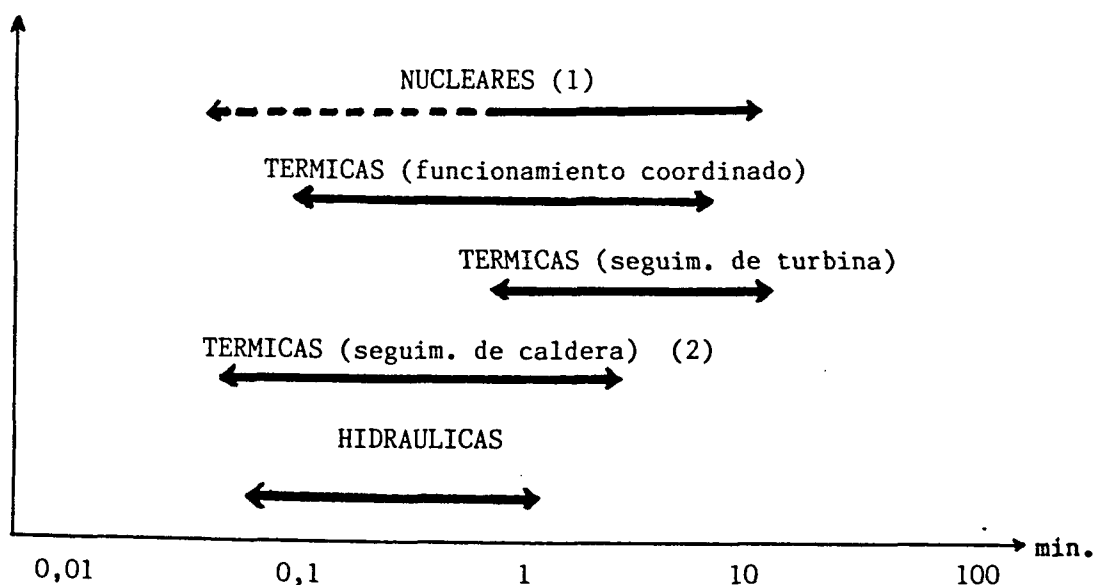 NUCLEARES (1)
TERMICAS (funcionamiento coordinado)
TERMICAS (seguim. de turbina)
TERMICAS (seguim. de caldera) (2)
HIDRAULICAS
min.
0,01 0,1 1 10 100